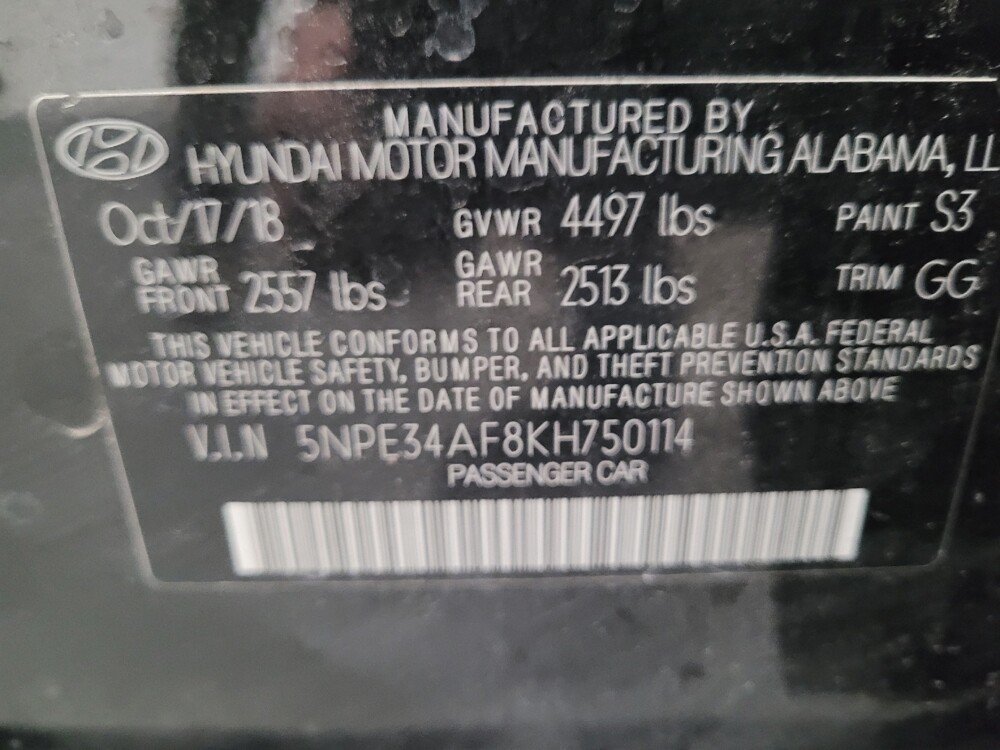 MANUFACTURED BY
HYUNDAI MOTOR MANUFACTURING ALABAMA, LL
Oct/17/18 GVWR 4497 lbs PAINT S3
GAWR FRONT 2557 lbs GAWR REAR 2513 lbs TRIM GG
THIS VEHICLE CONFORMS TO ALL APPLICABLE U.S.A. FEDERAL
MOTOR VEHICLE SAFETY, BUMPER, AND THEFT PREVENTION STANDARDS
IN EFFECT ON THE DATE OF MANUFACTURE SHOWN ABOVE
V.I.N 5NPE34AF8KH750114
PASSENGER CAR